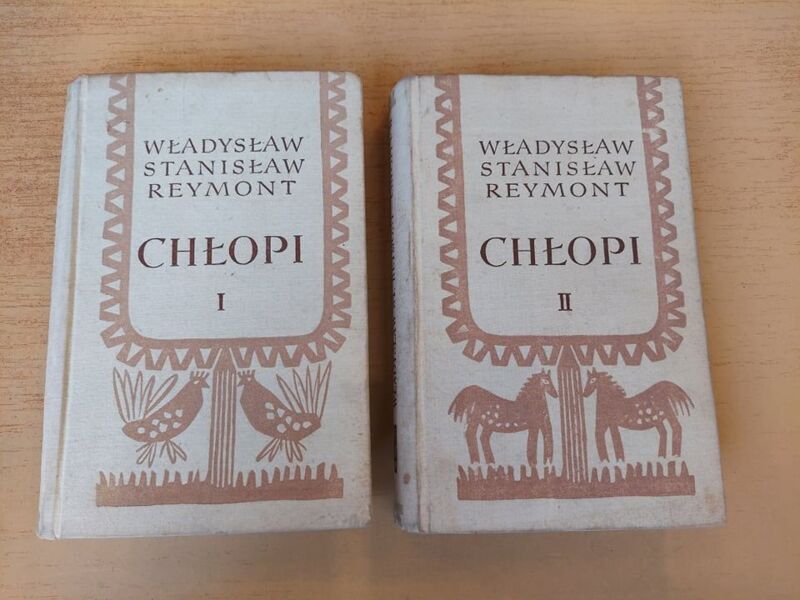 WŁADYSŁAW
STANISŁAW
REYMONT
CHŁOPI
I
WŁADYSŁAW
STANISŁAW
REYMONT
CHŁOPI
II